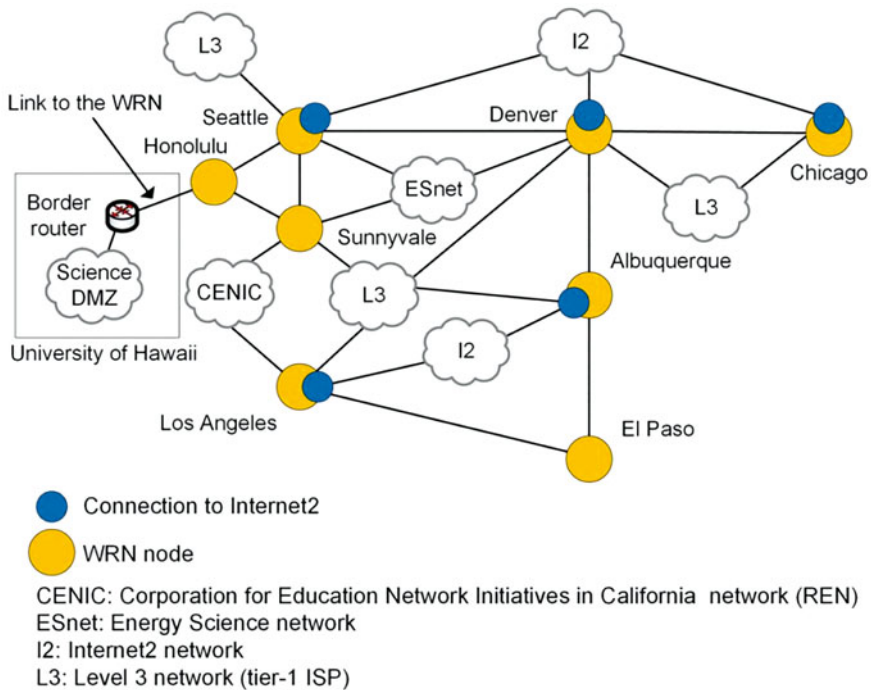 L3
I2
Link to the WRN
Seattle
Denver
Honolulu
Chicago
ESnet
Border
router
L3
Sunnyvale
Albuquerque
Science
DMZ
CENIC
L3
University of Hawaii
I2
Los Angeles
El Paso
Connection to Internet2
WRN node
CENIC: Corporation for Education Network Initiatives in California network (REN)
ESnet: Energy Science network
I2: Internet2 network
L3: Level 3 network (tier-1 ISP)